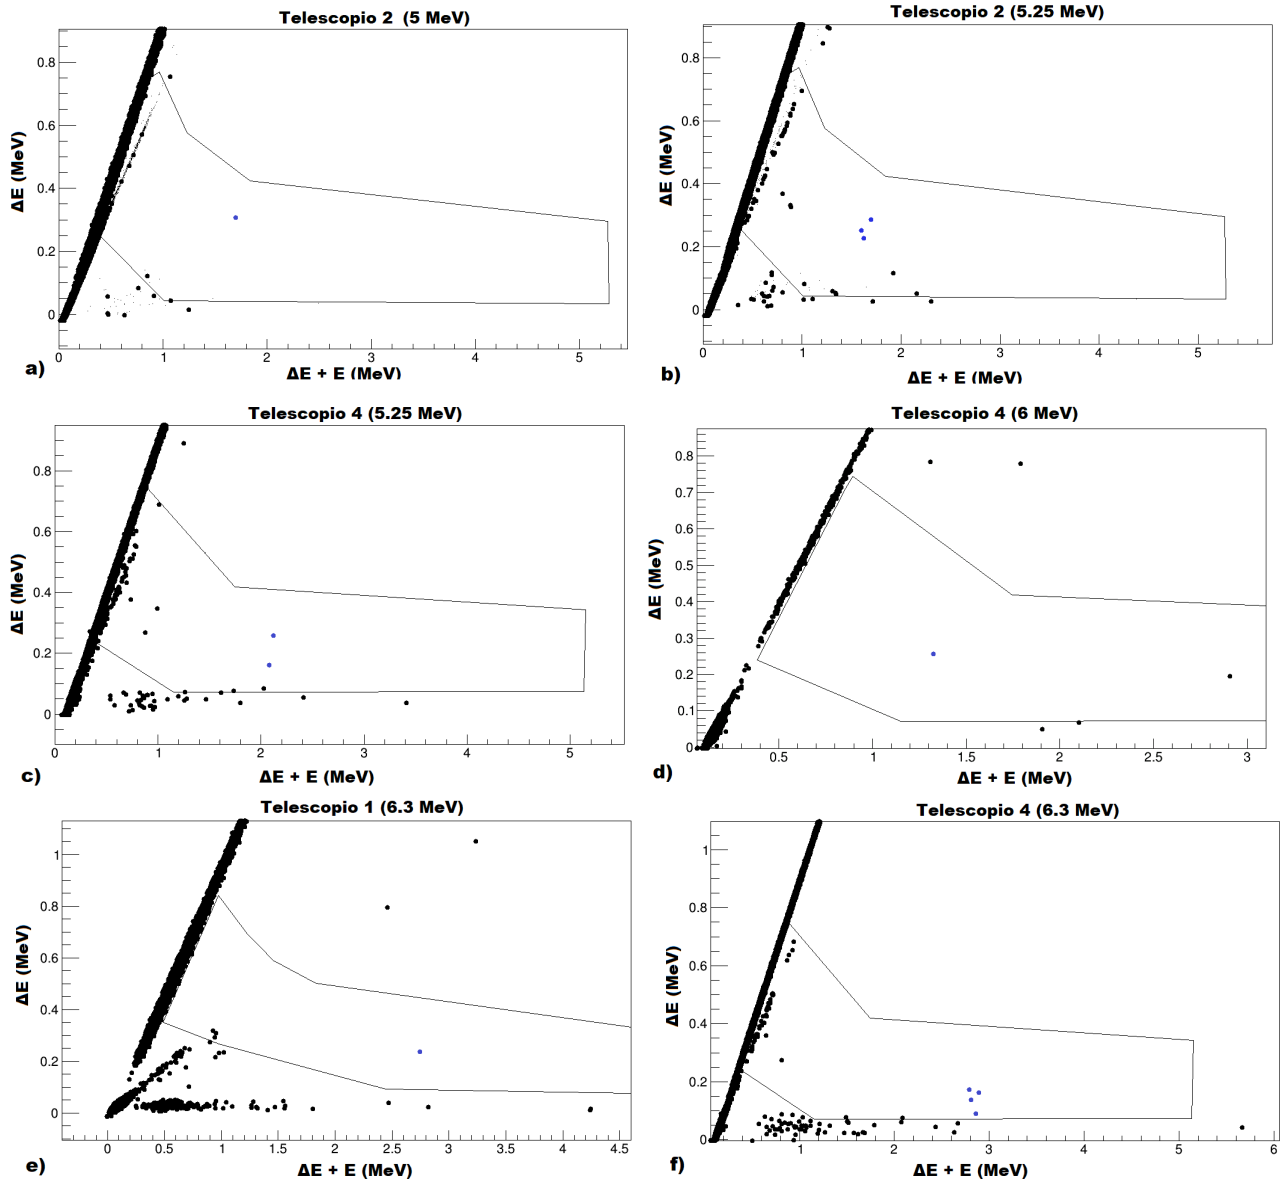 Telescopio 2 (5 MeV)
ΔE (MeV)
0.8
0.6
0.4
0.2
0
0 1 2 3 4 5
a) ΔE + E (MeV)
Telescopio 2 (5.25 MeV)
ΔE (MeV)
0.8
0.6
0.4
0.2
0
0 1 2 3 4 5
b) ΔE + E (MeV)
Telescopio 4 (5.25 MeV)
ΔE (MeV)
0.8
0.6
0.4
0.2
0
0 1 2 3 4 5
c) ΔE + E (MeV)
Telescopio 4 (6 MeV)
ΔE (MeV)
0.8
0.7
0.6
0.5
0.4
0.3
0.2
0.1
0
0.5 1 1.5 2 2.5 3
d) ΔE + E (MeV)
Telescopio 1 (6.3 MeV)
ΔE (MeV)
1
0.8
0.6
0.4
0.2
0
0 0.5 1 1.5 2 2.5 3 3.5 4 4.5
e) ΔE + E (MeV)
Telescopio 4 (6.3 MeV)
ΔE (MeV)
1
0.8
0.6
0.4
0.2
0
0 1 2 3 4 5 6
f) ΔE + E (MeV)